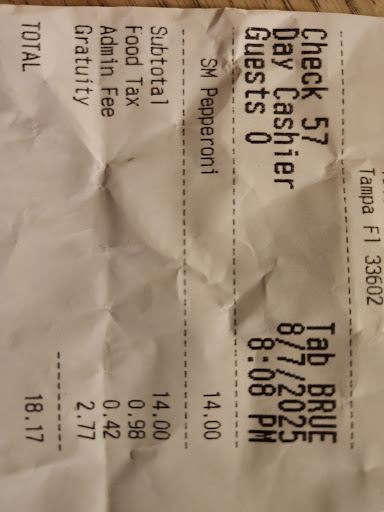 Tampa Fl 33602
Check 57 Tab BRUE
Day Cashier 8/7/2025
Guests 0 8:08 PM
SM Pepperoni 14.00
Subtotal 14.00
Food Tax 0.98
Admin Fee 0.42
Gratuity 2.77
TOTAL 18.17